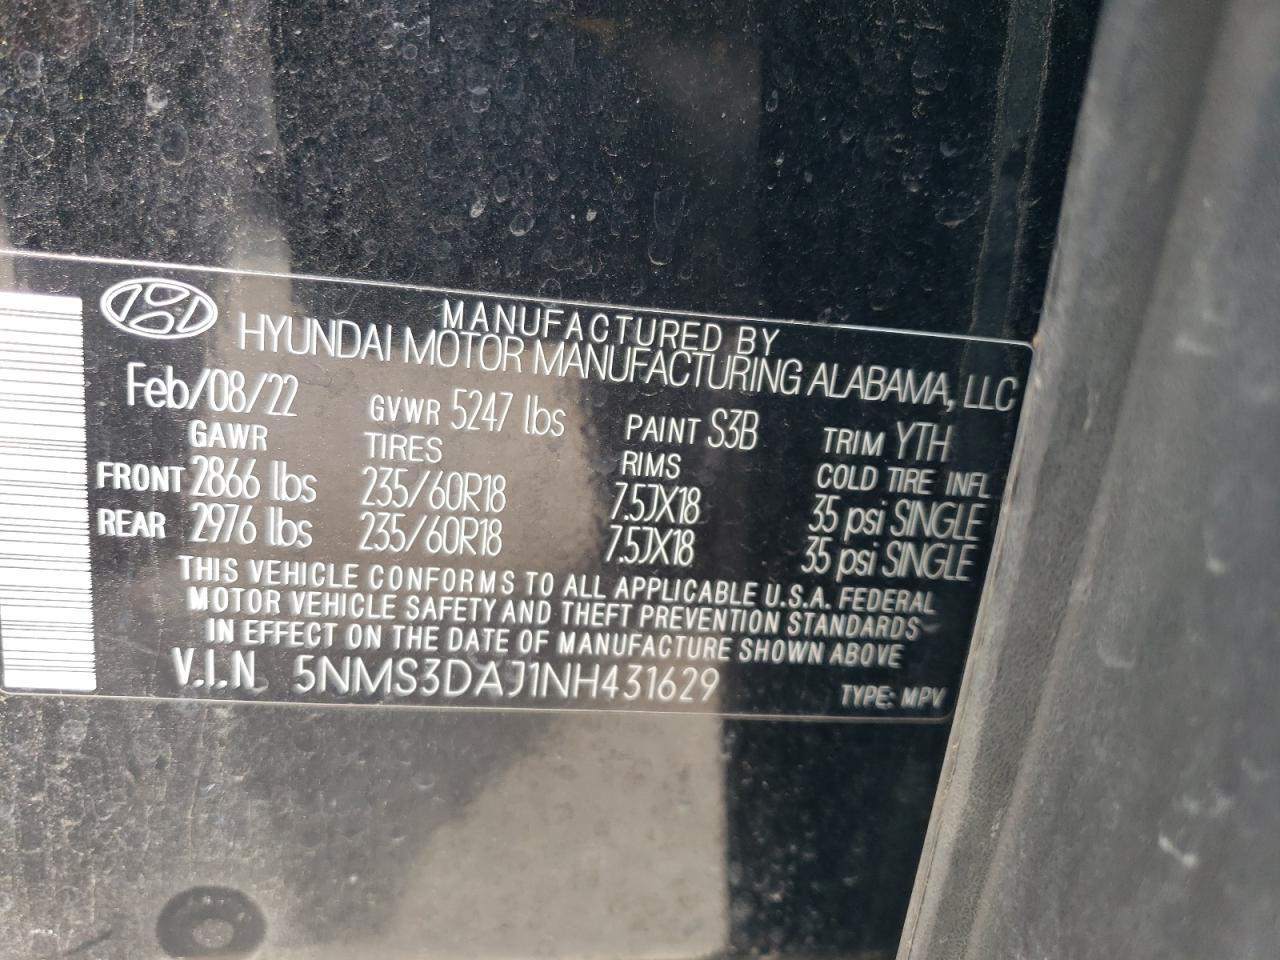 MANUFACTURED BY
HYUNDAI MOTOR MANUFACTURING ALABAMA, LLC
Feb/08/22 GVWR 5247 lbs PAINT S3B TRIM YTH
GAWR TIRES RIMS COLD TIRE INFL
FRONT 2866 lbs 235/60R18 7.5JX18 35 psi SINGLE
REAR 2976 lbs 235/60R18 7.5JX18 35 psi SINGLE
THIS VEHICLE CONFORMS TO ALL APPLICABLE U.S.A. FEDERAL
MOTOR VEHICLE SAFETY AND THEFT PREVENTION STANDARDS
IN EFFECT ON THE DATE OF MANUFACTURE SHOWN ABOVE
V.I.N 5NMS3DAJ1NH431629 TYPE: MPV